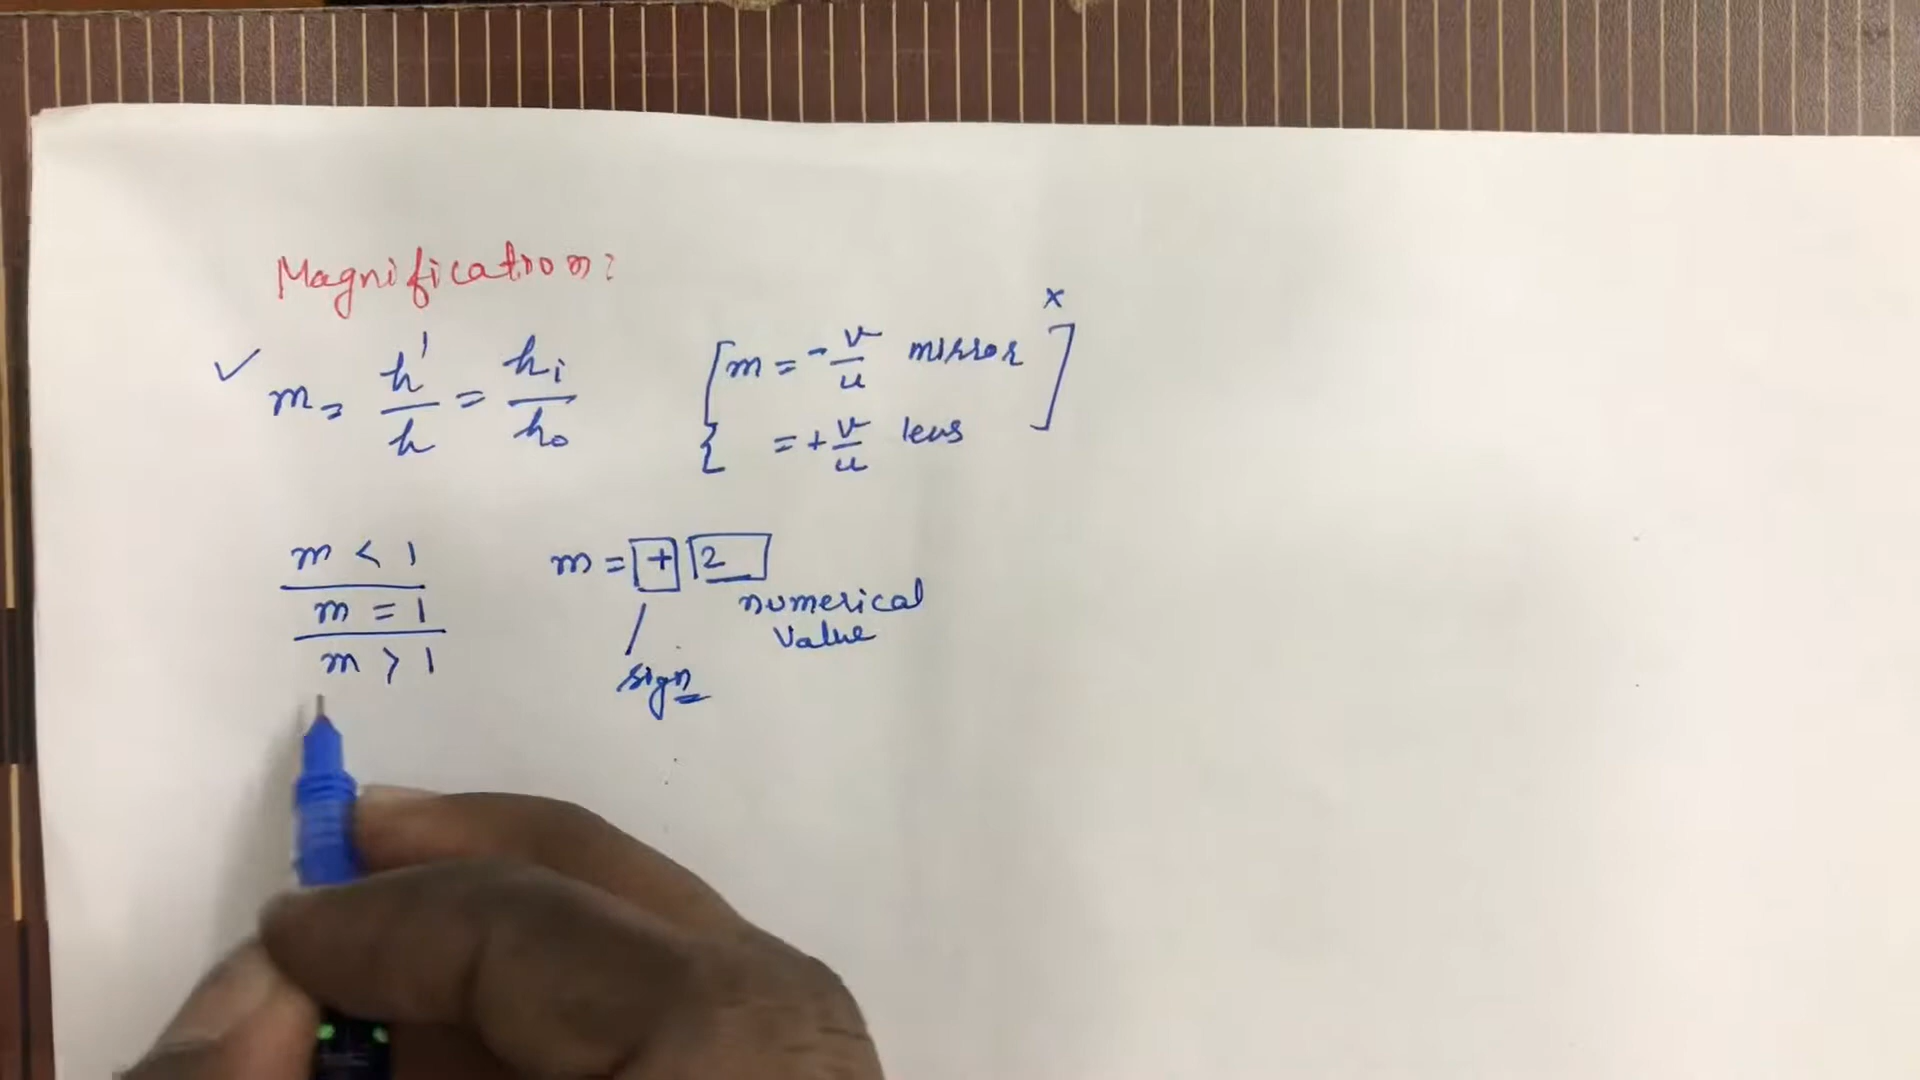 Magnification:
✓ m = h'/h = hi/ho
[ m = - v/u mirror ] x
{ = + v/u lens
m < 1
m = 1
m > 1
m = + 2
numerical
value
sign